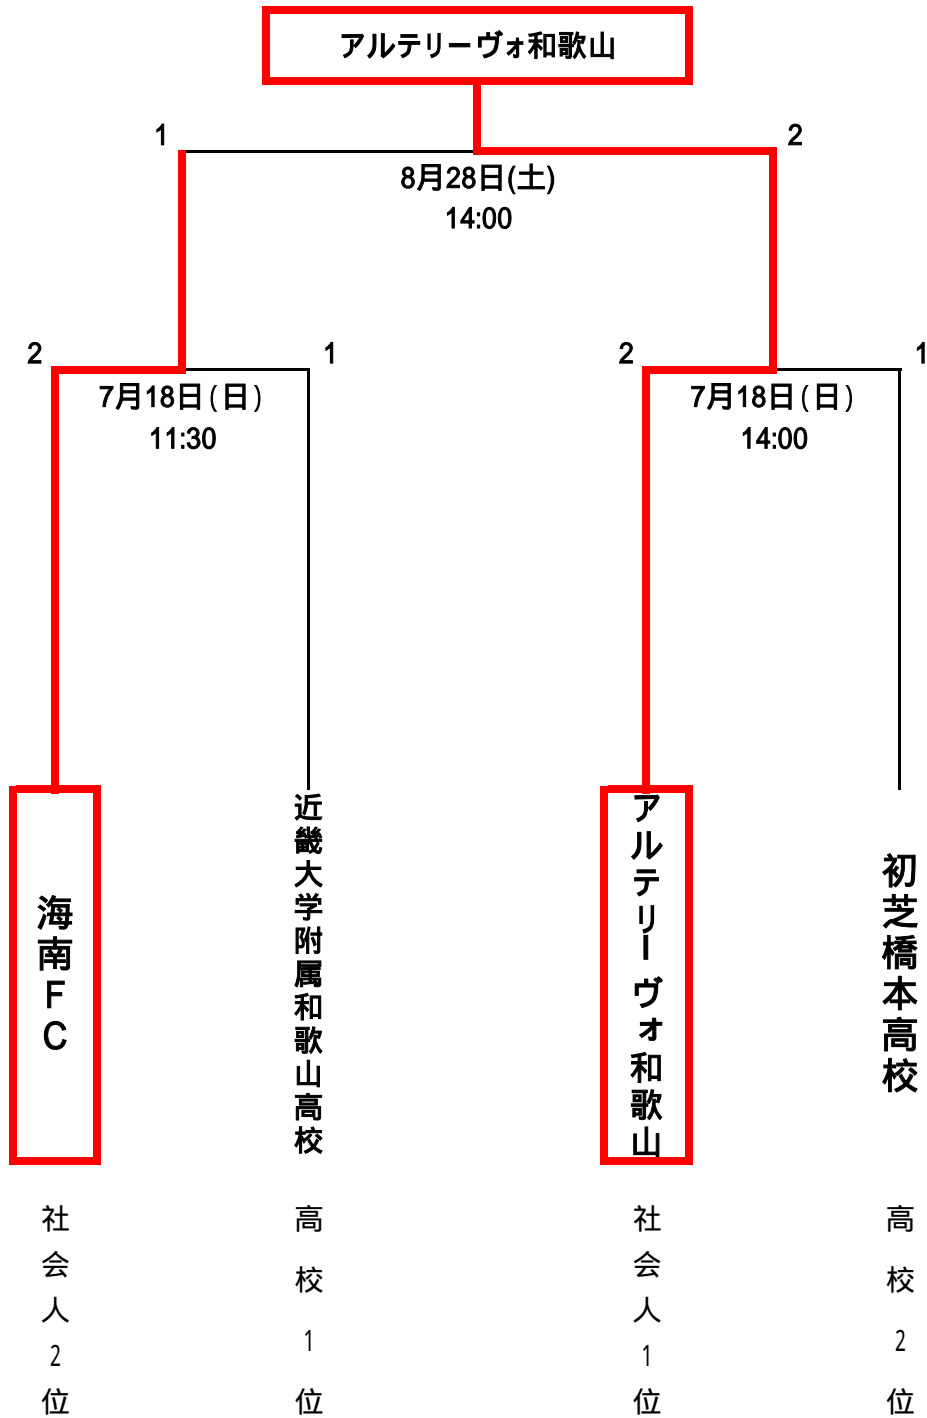 アルテリーヴォ和歌山
1
2
8月28日(土)
14:00
2
1
2
1
7月18日(日)
7月18日(日)
11:30
14:00
海南FC
近畿大学附属和歌山高校
アルテリーヴォ和歌山
初芝橋本高校
社会人2位
高校1位
社会人1位
高校2位